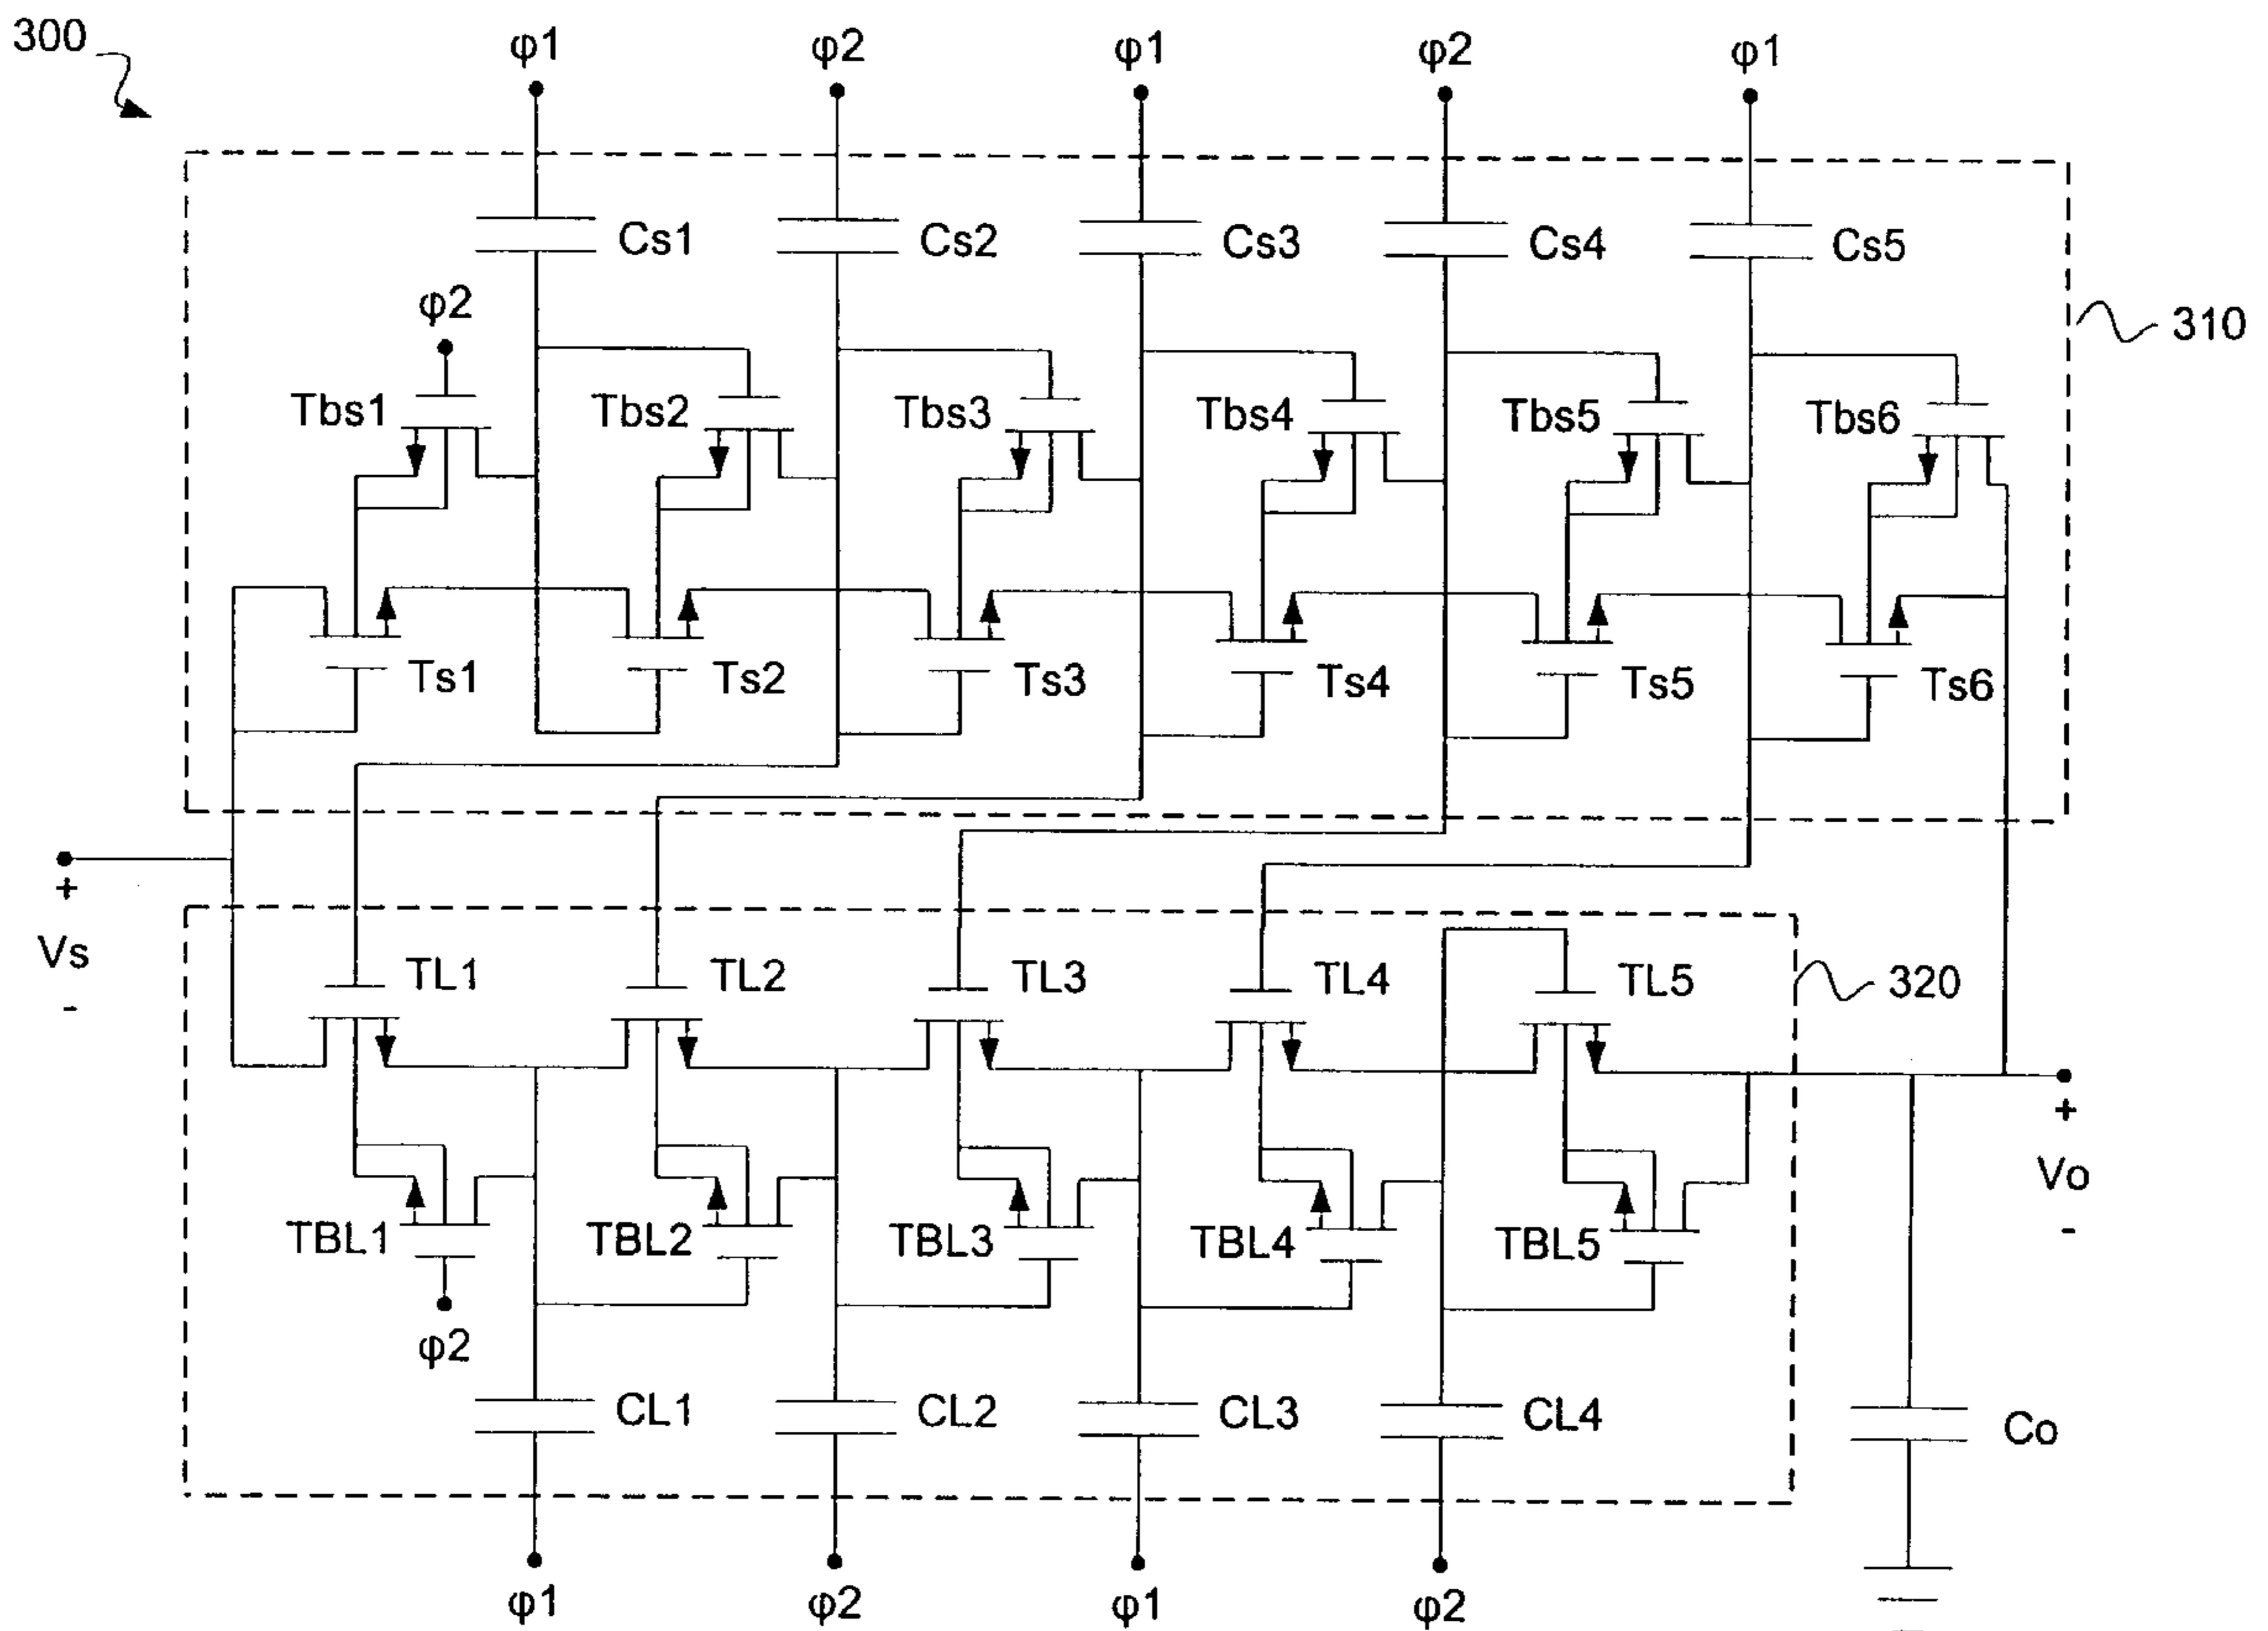 300
φ1 φ2 φ1 φ2 φ1
Cs1 Cs2 Cs3 Cs4 Cs5
φ2
310
Tbs1 Tbs2 Tbs3 Tbs4 Tbs5 Tbs6
Ts1 Ts2 Ts3 Ts4 Ts5 Ts6
+
Vs
-
TL1 TL2 TL3 TL4 TL5
320
+
Vo
-
TBL1 TBL2 TBL3 TBL4 TBL5
φ2
CL1 CL2 CL3 CL4 Co
φ1 φ2 φ1 φ2